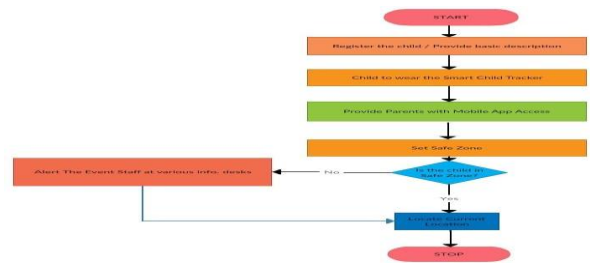 START
Register the child / Provide basic description
Child to wear the Smart Child Tracker
Provide Parents with Mobile App Access
Set Safe Zone
Is the child in
Safe Zone?
No
Alert The Event Staff at various info. desks
Yes
Locate Current
Location
STOP